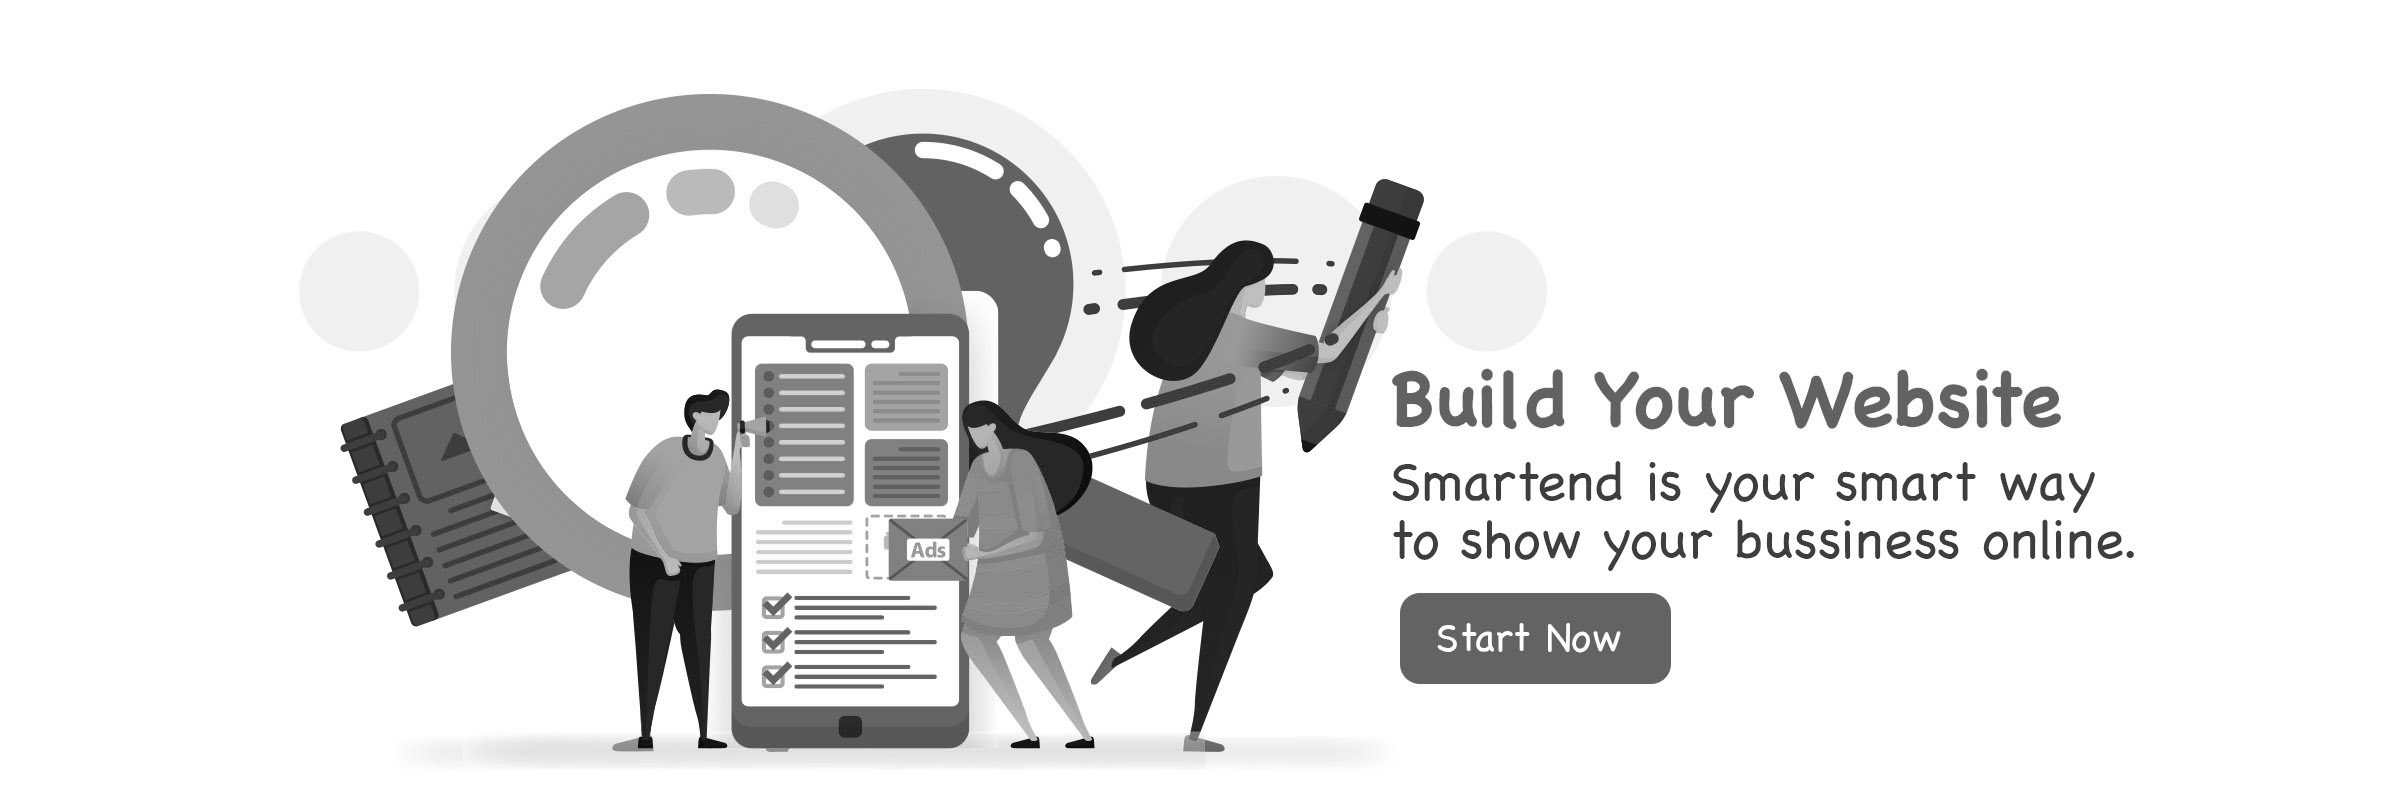 Build Your Website
Smartend is your smart way
to show your bussiness online.
Ads
Start Now